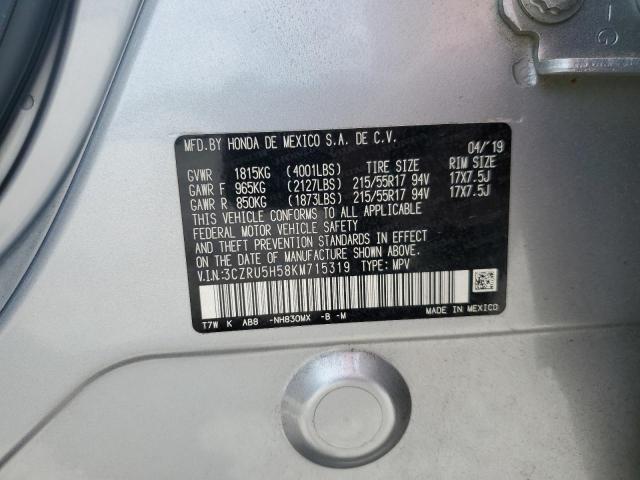 G
MFD.BY HONDA DE MEXICO S.A. DE C.V.
04/'19
GVWR 1815KG (4001LBS) TIRE SIZE RIM SIZE
GAWR F 965KG (2127LBS) 215/55R17 94V 17X7.5J
GAWR R 850KG (1873LBS) 215/55R17 94V 17X7.5J
THIS VEHICLE CONFORMS TO ALL APPLICABLE
FEDERAL MOTOR VEHICLE SAFETY
AND THEFT PREVENTION STANDARDS IN EFFECT
ON THE DATE OF MANUFACTURE SHOWN ABOVE.
V.I.N:3CZRU5H58KM715319 TYPE: MPV
T7W K AB8 -NH830MX -B -M
MADE IN MEXICO